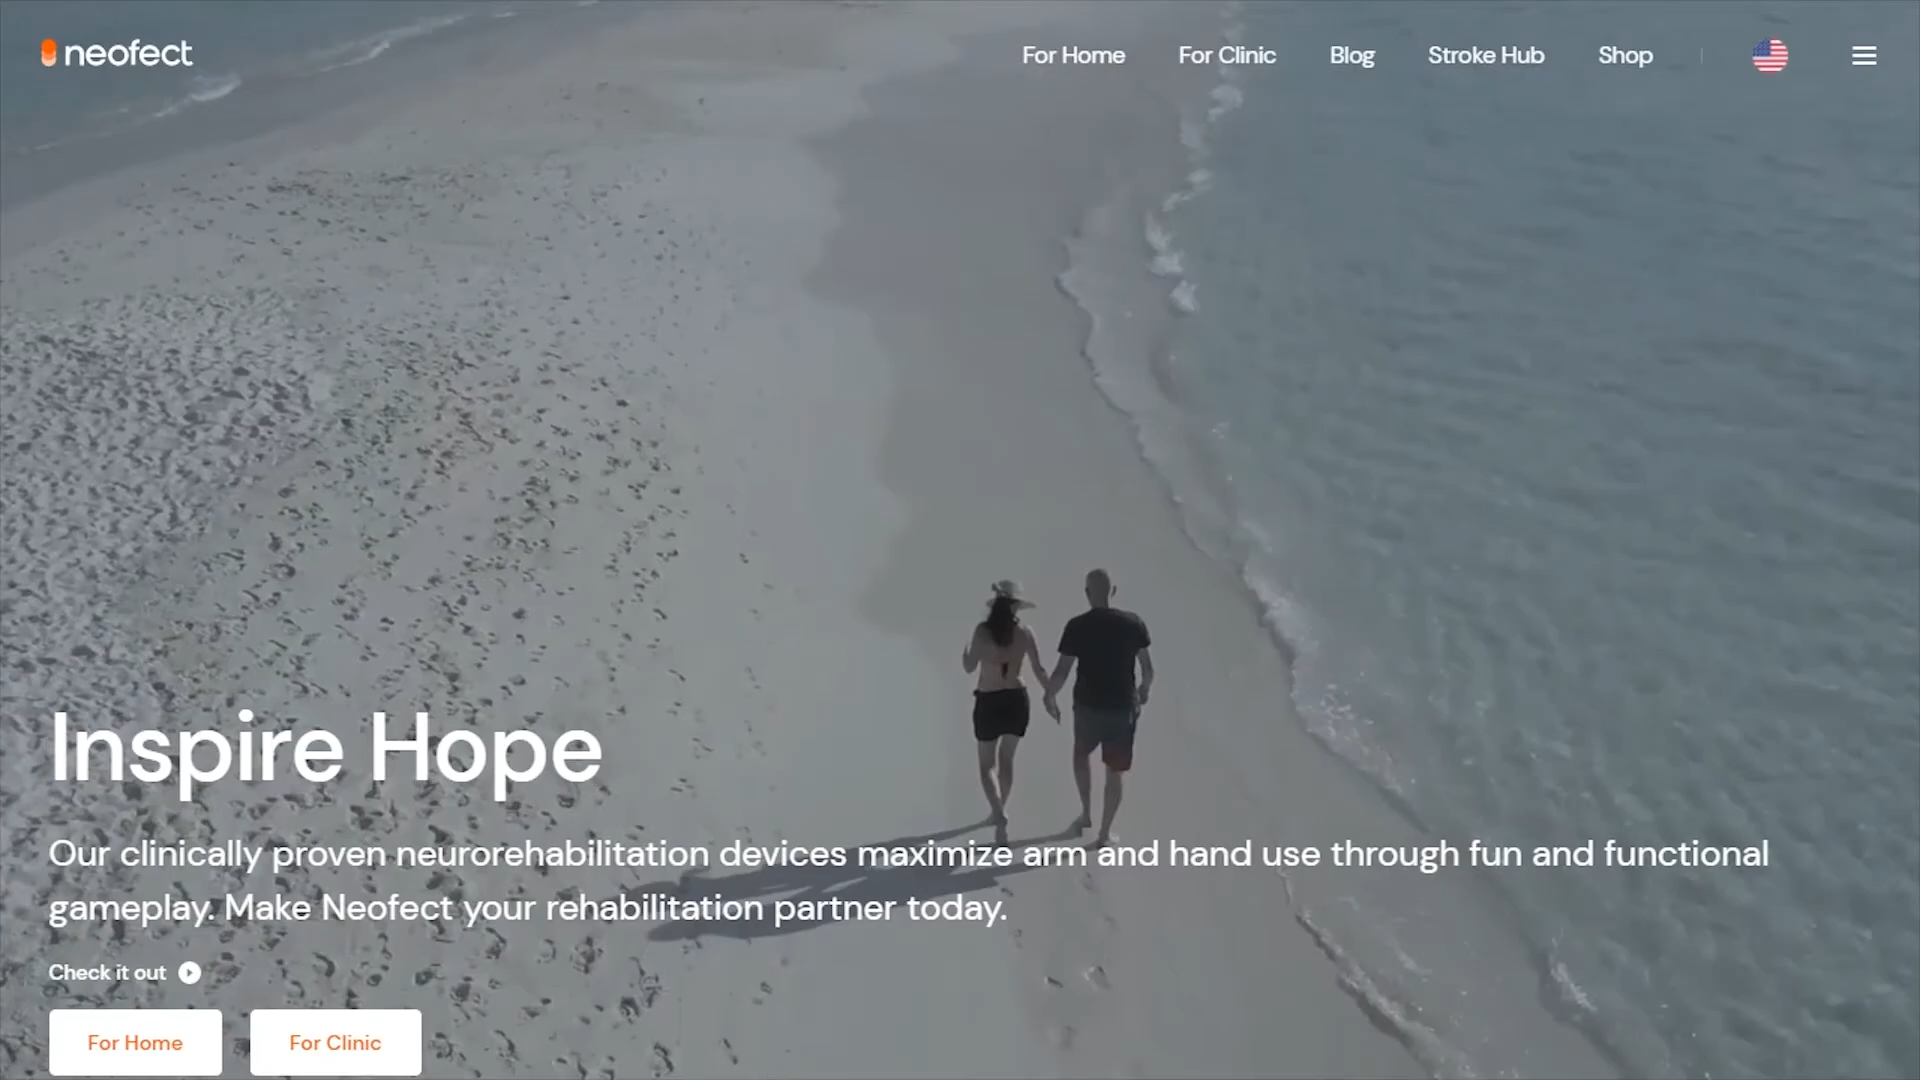 neofect
For Home
For Clinic
Blog
Stroke Hub
Shop
Inspire Hope
Our clinically proven neurorehabilitation devices maximize arm and hand use through fun and functional
gameplay. Make Neofect your rehabilitation partner today.
Check it out
For Home
For Clinic